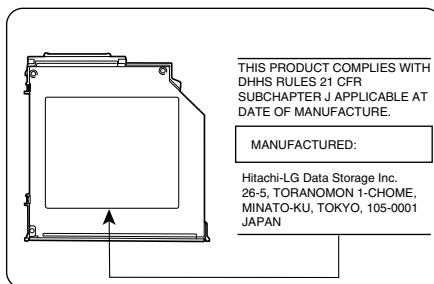 THIS PRODUCT COMPLIES WITH
DHHS RULES 21 CFR
SUBCHAPTER J APPLICABLE AT
DATE OF MANUFACTURE.
MANUFACTURED:
Hitachi-LG Data Storage Inc.
26-5, TORANOMON 1-CHOME,
MINATO-KU, TOKYO, 105-0001
JAPAN